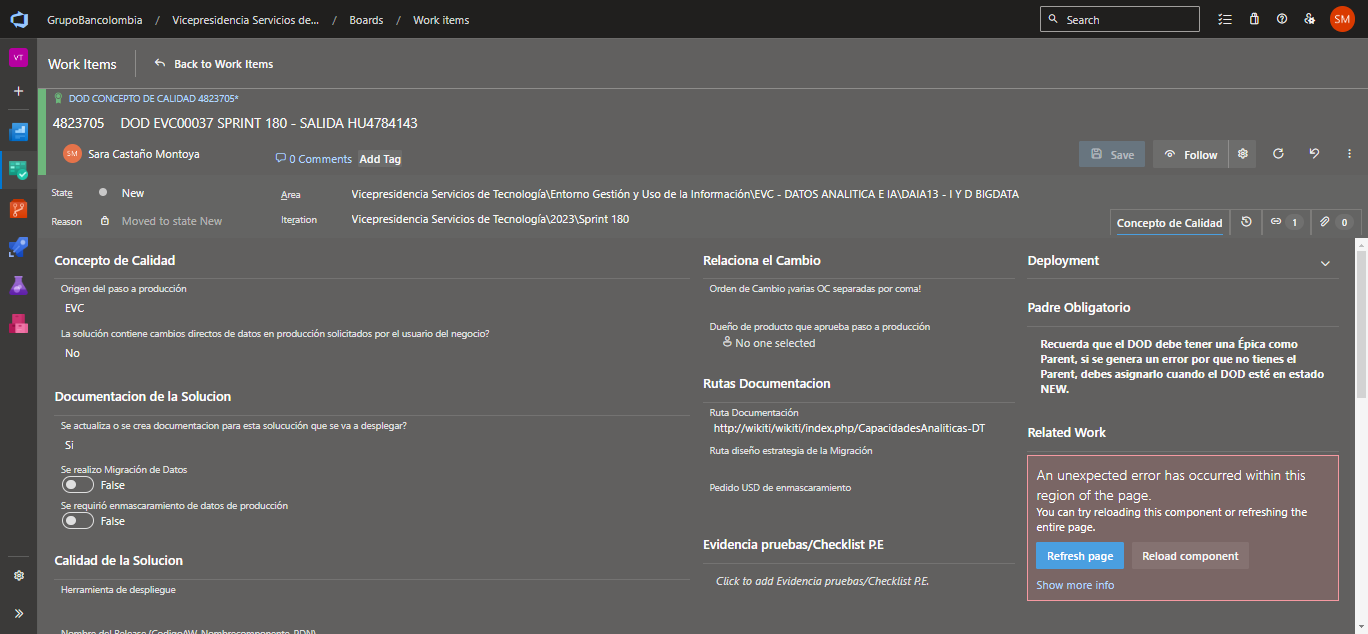 GrupoBancolombia / Vicepresidencia Servicios de... / Boards / Work items
Search
SM
VT
Work Items
Back to Work Items
DOD CONCEPTO DE CALIDAD 4823705*
4823705 DOD EVC00037 SPRINT 180 - SALIDA HU4784143
SM Sara Castaño Montoya
0 Comments
Add Tag
Save
Follow
State New
Area Vicepresidencia Servicios de Tecnología\Entorno Gestión y Uso de la Información\EVC - DATOS ANALITICA E IA\DAIA13 - I Y D BIGDATA
Reason Moved to state New
Iteration Vicepresidencia Servicios de Tecnología\2023\Sprint 180
Concepto de Calidad
1
0
Concepto de Calidad
Origen del paso a producción
EVC
La solución contiene cambios directos de datos en producción solicitados por el usuario del negocio?
No
Documentacion de la Solucion
Se actualiza o se crea documentacion para esta solucución que se va a desplegar?
Si
Se realizo Migración de Datos
False
Se requirió enmascaramiento de datos de producción
False
Calidad de la Solucion
Herramienta de despliegue
Nombre del Release (CodigoAW_Nombrecomponente_PDN)
Relaciona el Cambio
Orden de Cambio ¡varias OC separadas por coma!
Dueño de producto que aprueba paso a producción
No one selected
Rutas Documentacion
Ruta Documentación
http://wikiti/wikiti/index.php/CapacidadesAnaliticas-DT
Ruta diseño estrategia de la Migración
Pedido USD de enmascaramiento
Evidencia pruebas/Checklist P.E
Click to add Evidencia pruebas/Checklist P.E.
Deployment
Padre Obligatorio
Recuerda que el DOD debe tener una Épica como
Parent, si se genera un error por que no tienes el
Parent, debes asignarlo cuando el DOD esté en estado
NEW.
Related Work
An unexpected error has occurred within this
region of the page.
You can try reloading this component or refreshing the
entire page.
Refresh page
Reload component
Show more info